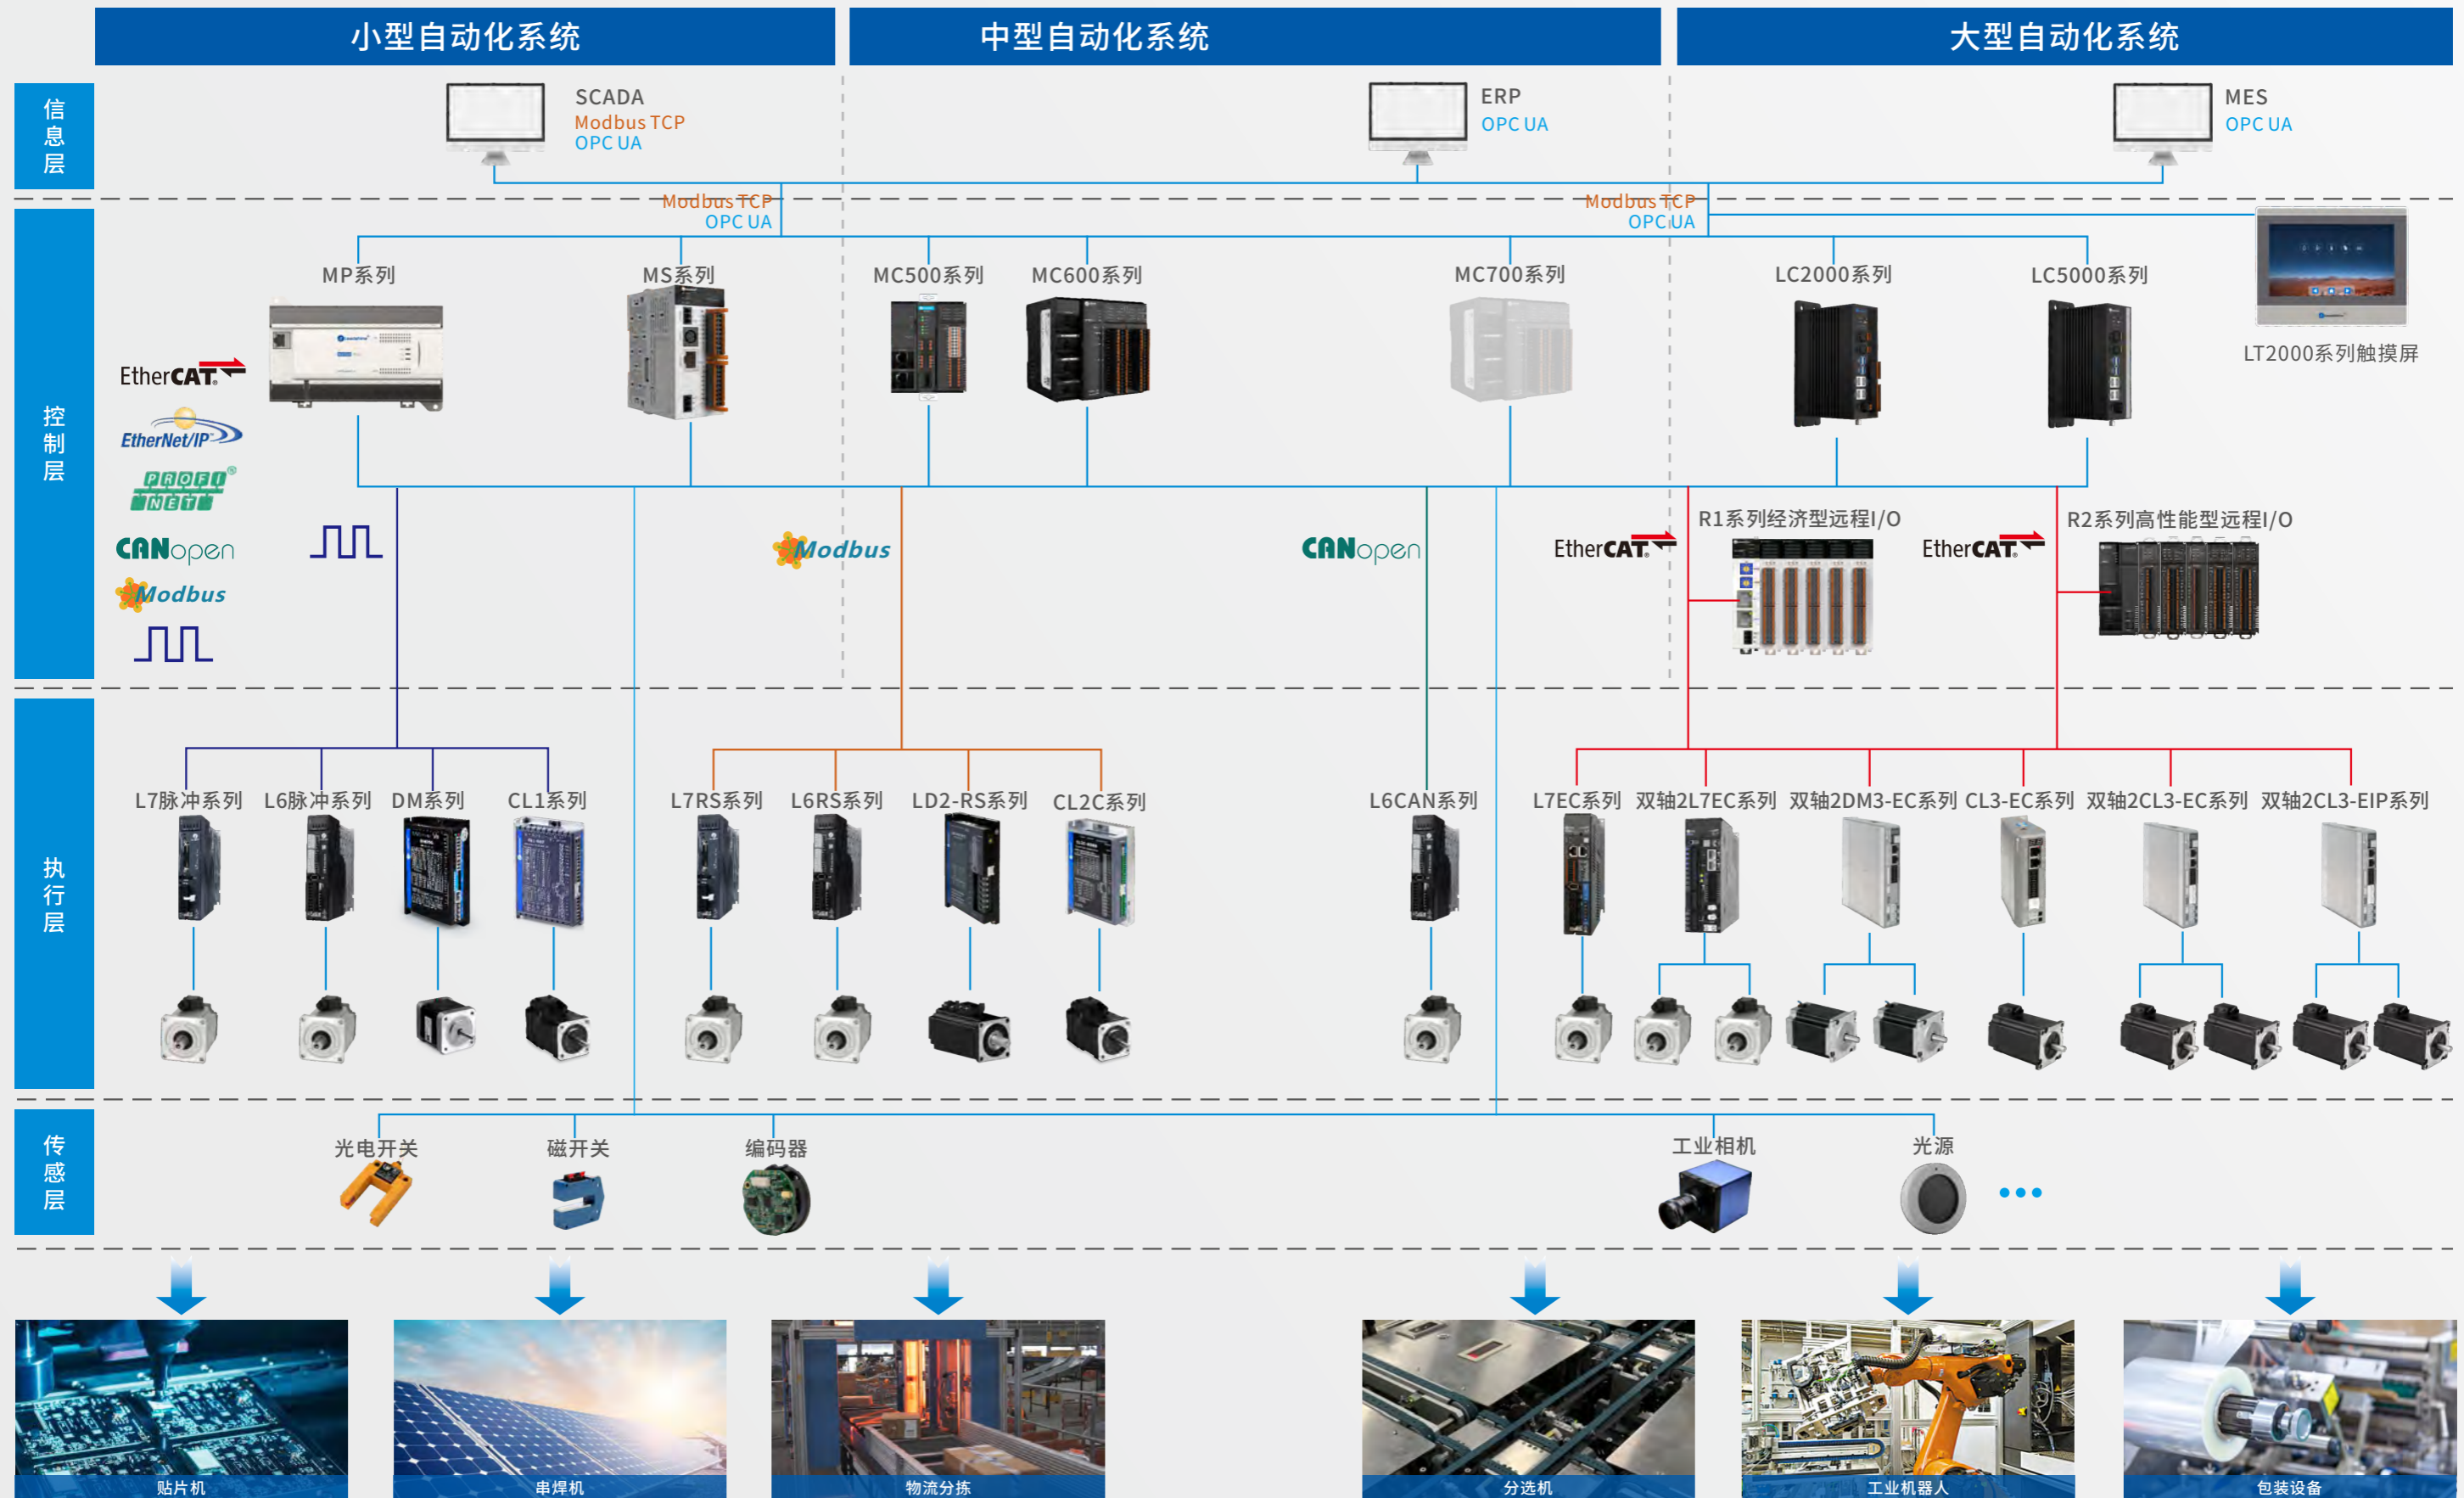 小型自动化系统
中型自动化系统
大型自动化系统
信息层
SCADA
Modbus TCP
OPC UA
ERP
OPC UA
MES
OPC UA
Modbus TCP
OPC UA
Modbus TCP
OPC UA
控制层
MP系列
MS系列
MC500系列
MC600系列
MC700系列
LC2000系列
LC5000系列
LT2000系列触摸屏
EtherCAT®
EtherNet/IP™
PROFI®
NET
CANopen
Modbus
Modbus
CANopen
EtherCAT®
R1系列经济型远程I/O
EtherCAT®
R2系列高性能型远程I/O
执行层
L7脉冲系列
L6脉冲系列
DM系列
CL1系列
L7RS系列
L6RS系列
LD2-RS系列
CL2C系列
L6CAN系列
L7EC系列
双轴2L7EC系列
双轴2DM3-EC系列
CL3-EC系列
双轴2CL3-EC系列
双轴2CL3-EIP系列
传感层
光电开关
磁开关
编码器
工业相机
光源
•••
贴片机
串焊机
物流分拣
分选机
工业机器人
包装设备